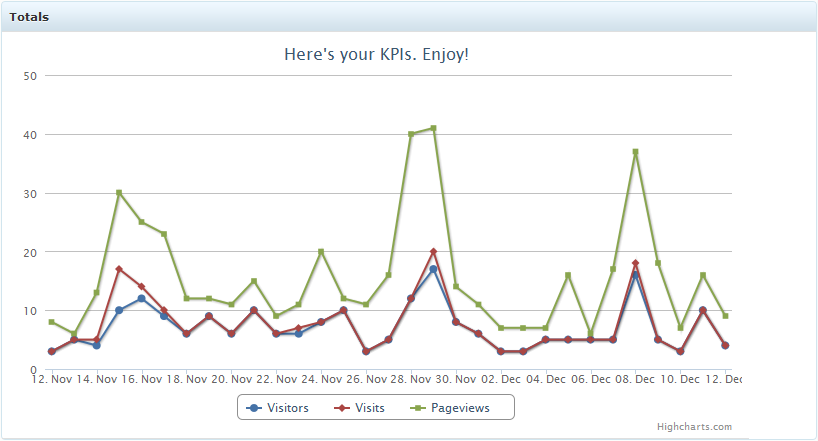 Totals
Here's your KPIs. Enjoy!
50
40
30
20
10
0
12. Nov 14. Nov 16. Nov 18. Nov 20. Nov 22. Nov 24. Nov 26. Nov 28. Nov 30. Nov 02. Dec 04. Dec 06. Dec 08. Dec 10. Dec 12. Dec
Visitors Visits Pageviews
Highcharts.com